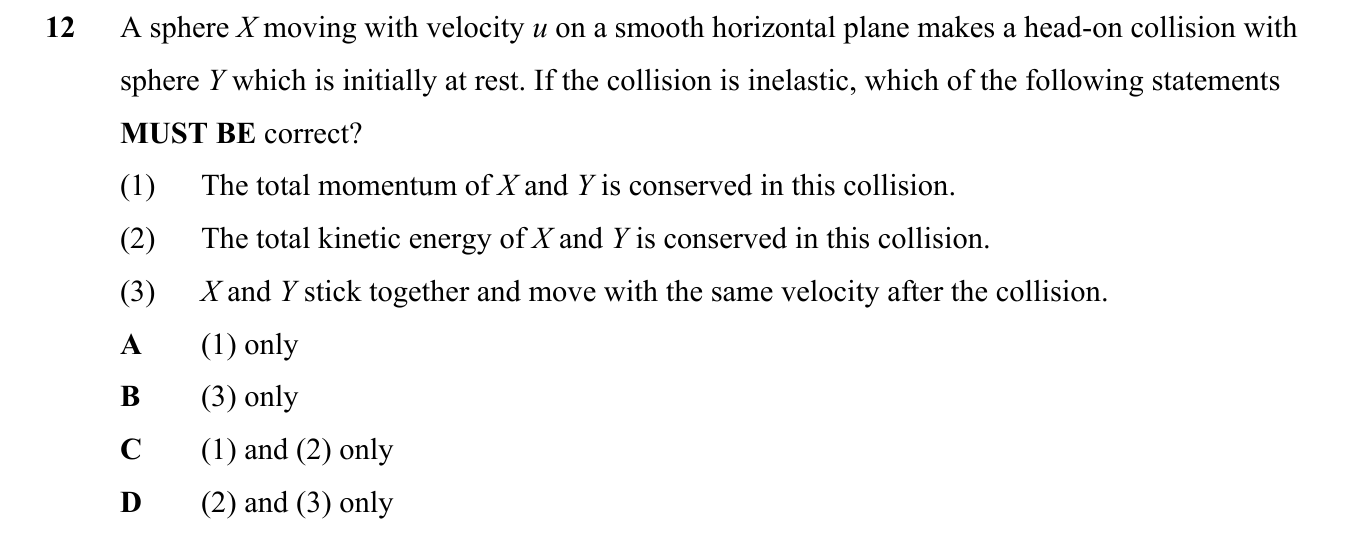 12 A sphere X moving with velocity u on a smooth horizontal plane makes a head-on collision with
sphere Y which is initially at rest. If the collision is inelastic, which of the following statements
MUST BE correct?
(1) The total momentum of X and Y is conserved in this collision.
(2) The total kinetic energy of X and Y is conserved in this collision.
(3) X and Y stick together and move with the same velocity after the collision.
A (1) only
B (3) only
C (1) and (2) only
D (2) and (3) only